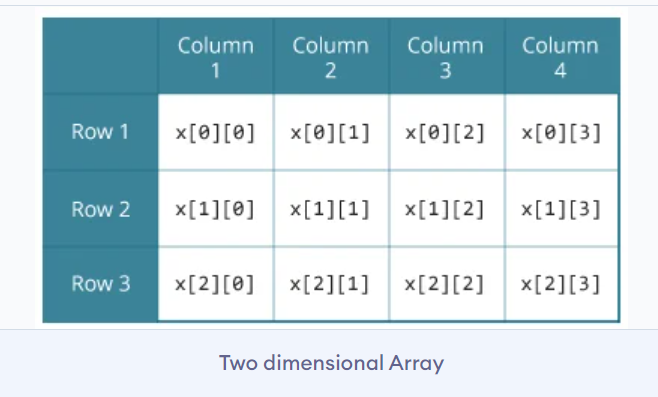 Column 1 Column 2 Column 3 Column 4
Row 1 x[0][0] x[0][1] x[0][2] x[0][3]
Row 2 x[1][0] x[1][1] x[1][2] x[1][3]
Row 3 x[2][0] x[2][1] x[2][2] x[2][3]
Two dimensional Array